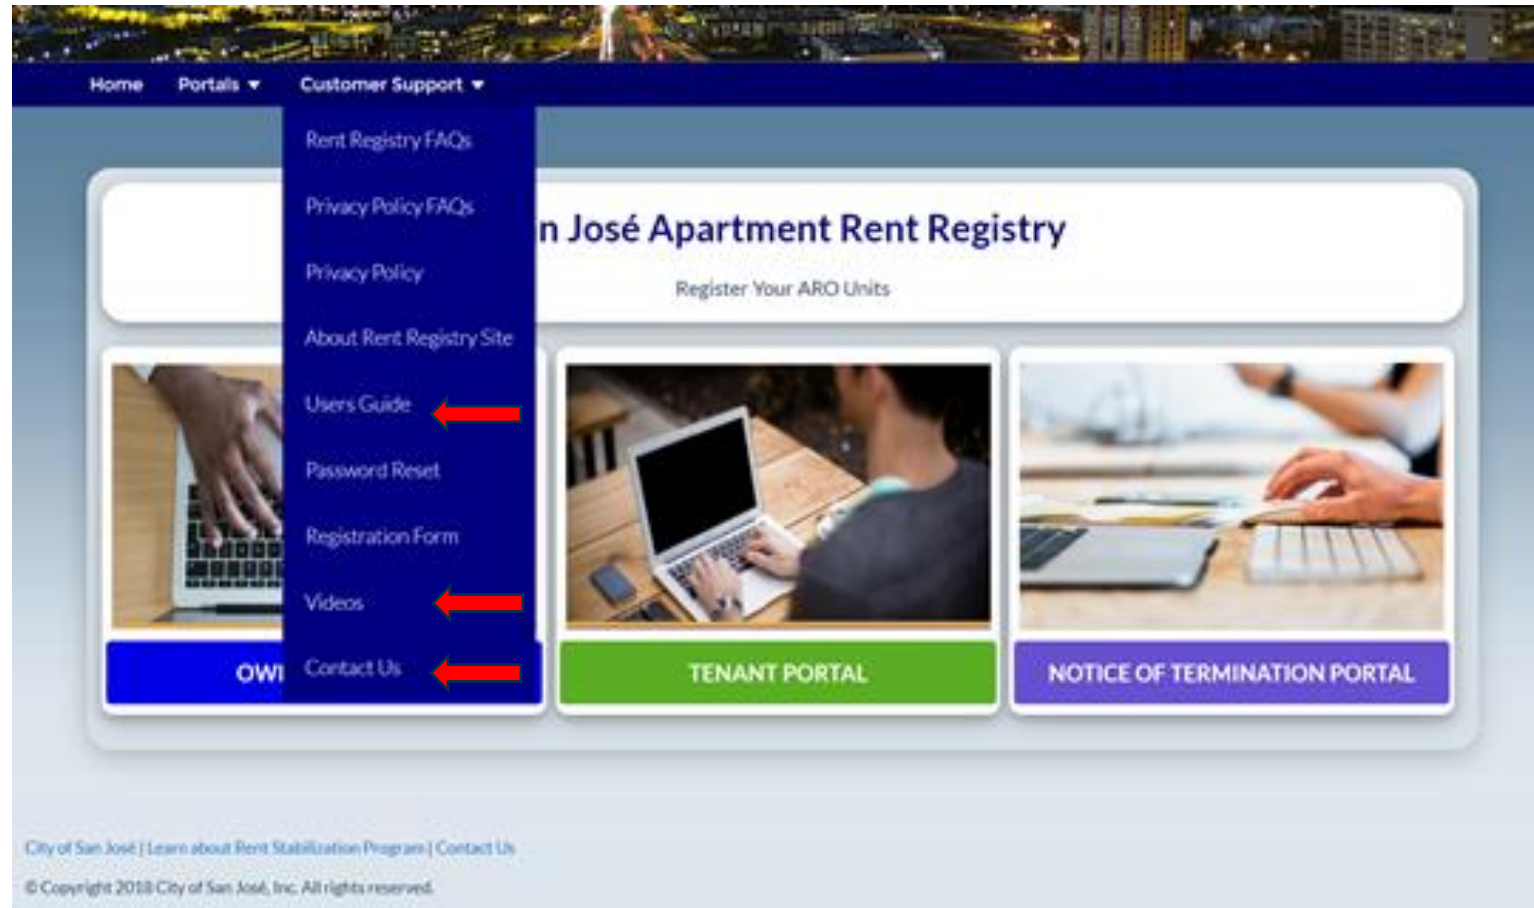 Home Portals ▼ Customer Support ▼
Rent Registry FAQs
Privacy Policy FAQs
Privacy Policy
About Rent Registry Site
Users Guide
Password Reset
Registration Form
Videos
Contact Us
n José Apartment Rent Registry
Register Your ARO Units
OW
TENANT PORTAL
NOTICE OF TERMINATION PORTAL
City of San José | Learn about Rent Stabilization Program | Contact Us
© Copyright 2018 City of San José, Inc. All rights reserved.